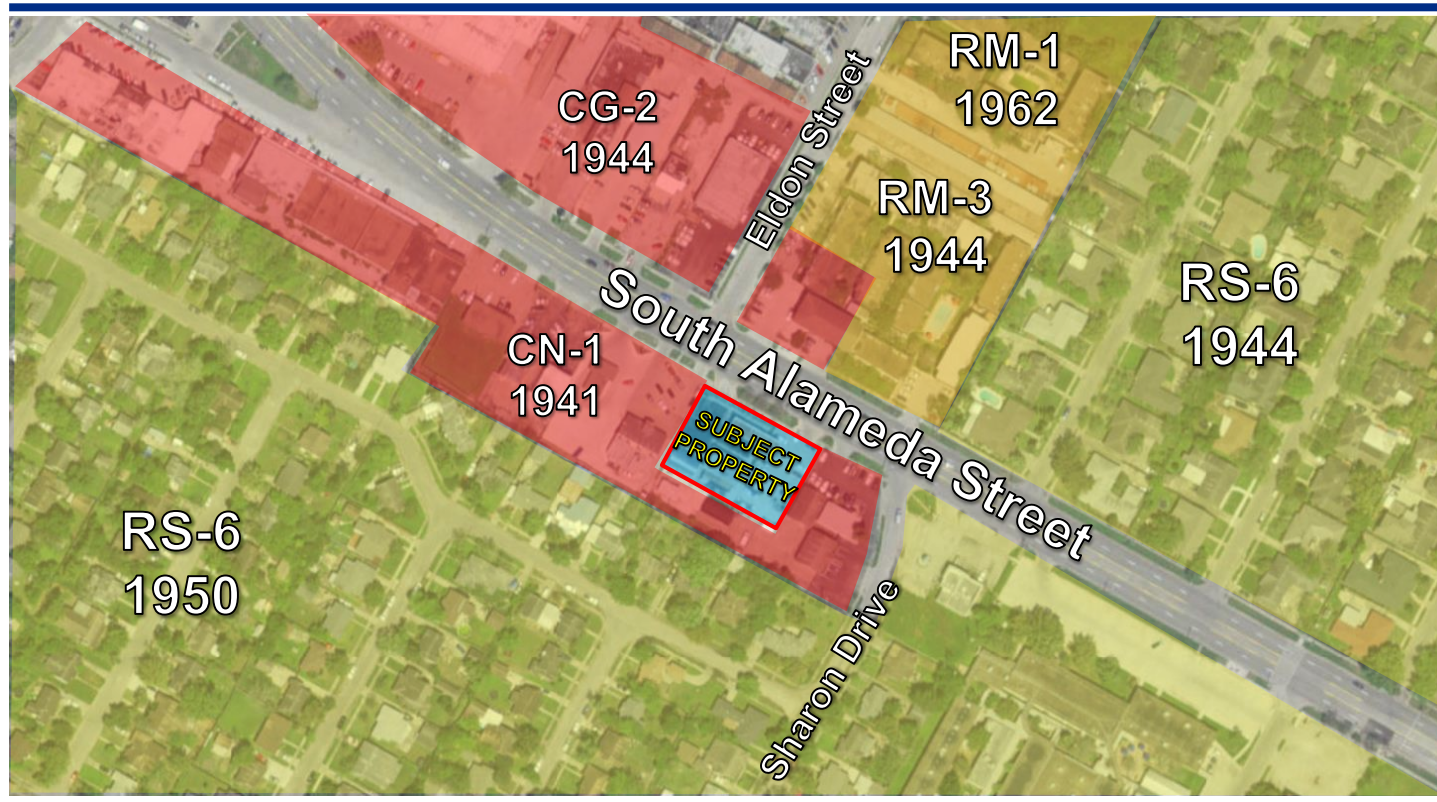 RM-1
1962
CG-2
1944
Eldon Street
RM-3
1944
RS-6
1944
South Alameda Street
CN-1
1941
SUBJECT
PROPERTY
RS-6
1950
Sharon Drive